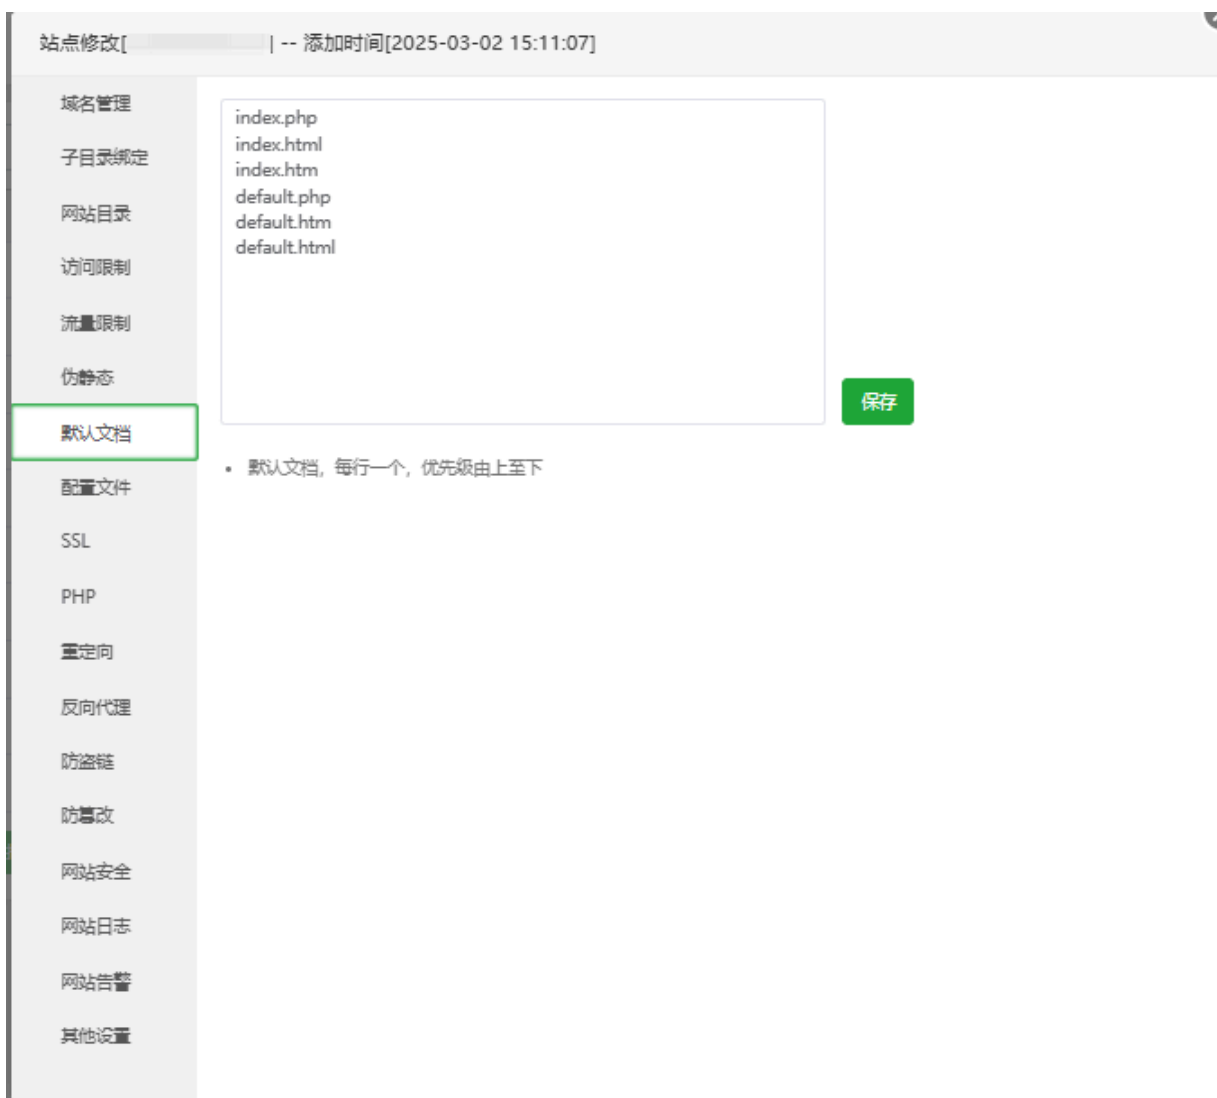 站点修改[ ] -- 添加时间[2025-03-02 15:11:07]
域名管理
子目录绑定
网站目录
访问限制
流量限制
伪静态
默认文档
配置文件
SSL
PHP
重定向
反向代理
防盗链
防篡改
网站安全
网站日志
网站告警
其他设置
index.php
index.html
index.htm
default.php
default.htm
default.html
保存
默认文档，每行一个，优先级由上至下